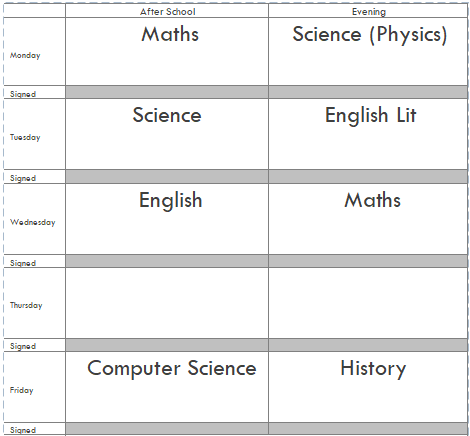 After School Evening
Monday Maths Science (Physics)
Signed
Tuesday Science English Lit
Signed
Wednesday English Maths
Signed
Thursday
Signed
Friday Computer Science History
Signed